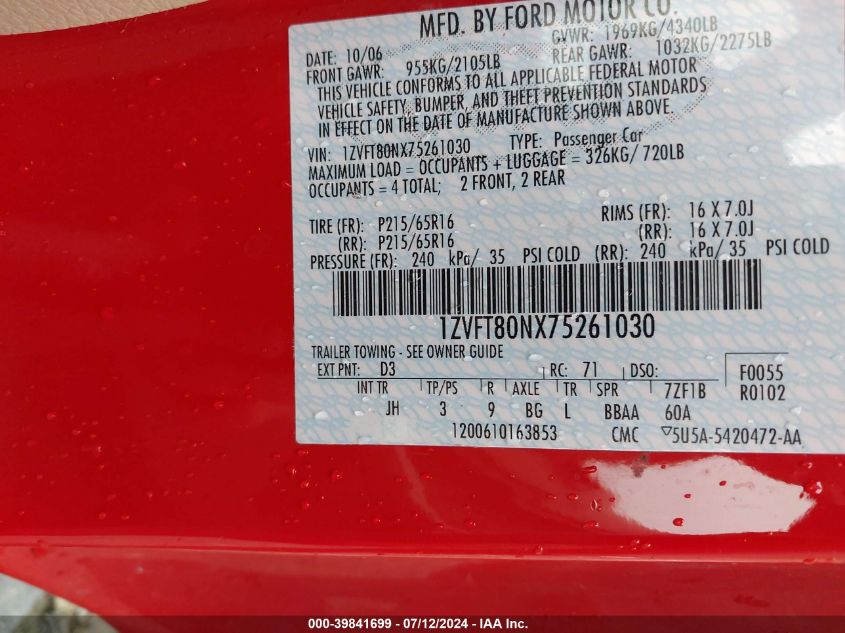 MFD. BY FORD MOTOR CO.
DATE: 10/06 GVWR: 1969KG/4340LB
FRONT GAWR: 955KG/2105LB REAR GAWR: 1032KG/2275LB
THIS VEHICLE CONFORMS TO ALL APPLICABLE FEDERAL MOTOR
VEHICLE SAFETY, BUMPER, AND THEFT PREVENTION STANDARDS
IN EFFECT ON THE DATE OF MANUFACTURE SHOWN ABOVE.
VIN: 1ZVFT80NX75261030 TYPE: Passenger Car
MAXIMUM LOAD = OCCUPANTS + LUGGAGE = 326KG/ 720LB
OCCUPANTS = 4 TOTAL; 2 FRONT, 2 REAR
TIRE (FR): P215/65R16 RIMS (FR): 16 X 7.0J
(RR): P215/65R16 (RR): 16 X 7.0J
PRESSURE (FR): 240 kPa/ 35 PSI COLD (RR): 240 kPa/ 35 PSI COLD
1ZVFT80NX75261030
TRAILER TOWING - SEE OWNER GUIDE
EXT PNT: D3 RC: 71 DSO: F0055
INT TR TP/PS R AXLE TR SPR 7ZF1B R0102
JH 3 9 BG L BBAA 60A
1200610163853 CMC ▽5U5A-5420472-AA
000-39841699 - 07/12/2024 - IAA Inc.